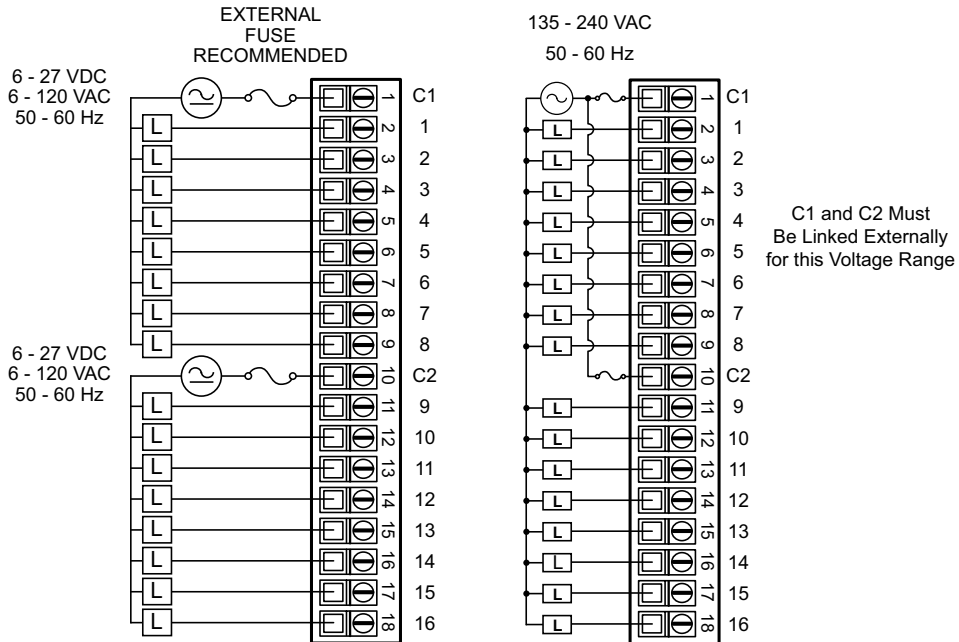 EXTERNAL
FUSE
RECOMMENDED
6 - 27 VDC
6 - 120 VAC
50 - 60 Hz
1 C1
L 2 1
L 3 2
L 4 3
L 5 4
L 6 5
L 7 6
L 8 7
L 9 8
6 - 27 VDC
6 - 120 VAC
50 - 60 Hz
10 C2
L 11 9
L 12 10
L 13 11
L 14 12
L 15 13
L 16 14
L 17 15
L 18 16
135 - 240 VAC
50 - 60 Hz
1 C1
L 2 1
L 3 2
L 4 3
L 5 4
L 6 5
L 7 6
L 8 7
L 9 8
10 C2
L 11 9
L 12 10
L 13 11
L 14 12
L 15 13
L 16 14
L 17 15
L 18 16
C1 and C2 Must
Be Linked Externally
for this Voltage Range